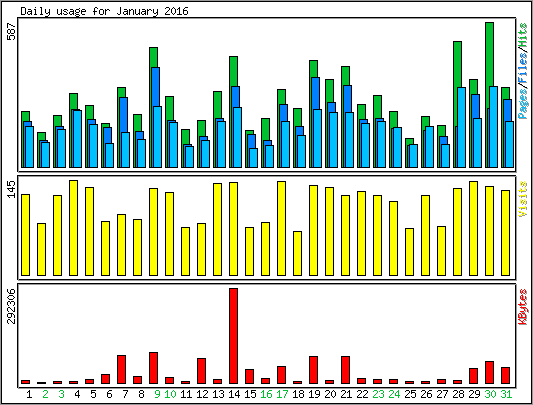 Daily usage for January 2016
587
Pages/Files/Hits
145
Visits
292306
KBytes
1 2 3 4 5 6 7 8 9 10 11 12 13 14 15 16 17 18 19 20 21 22 23 24 25 26 27 28 29 30 31